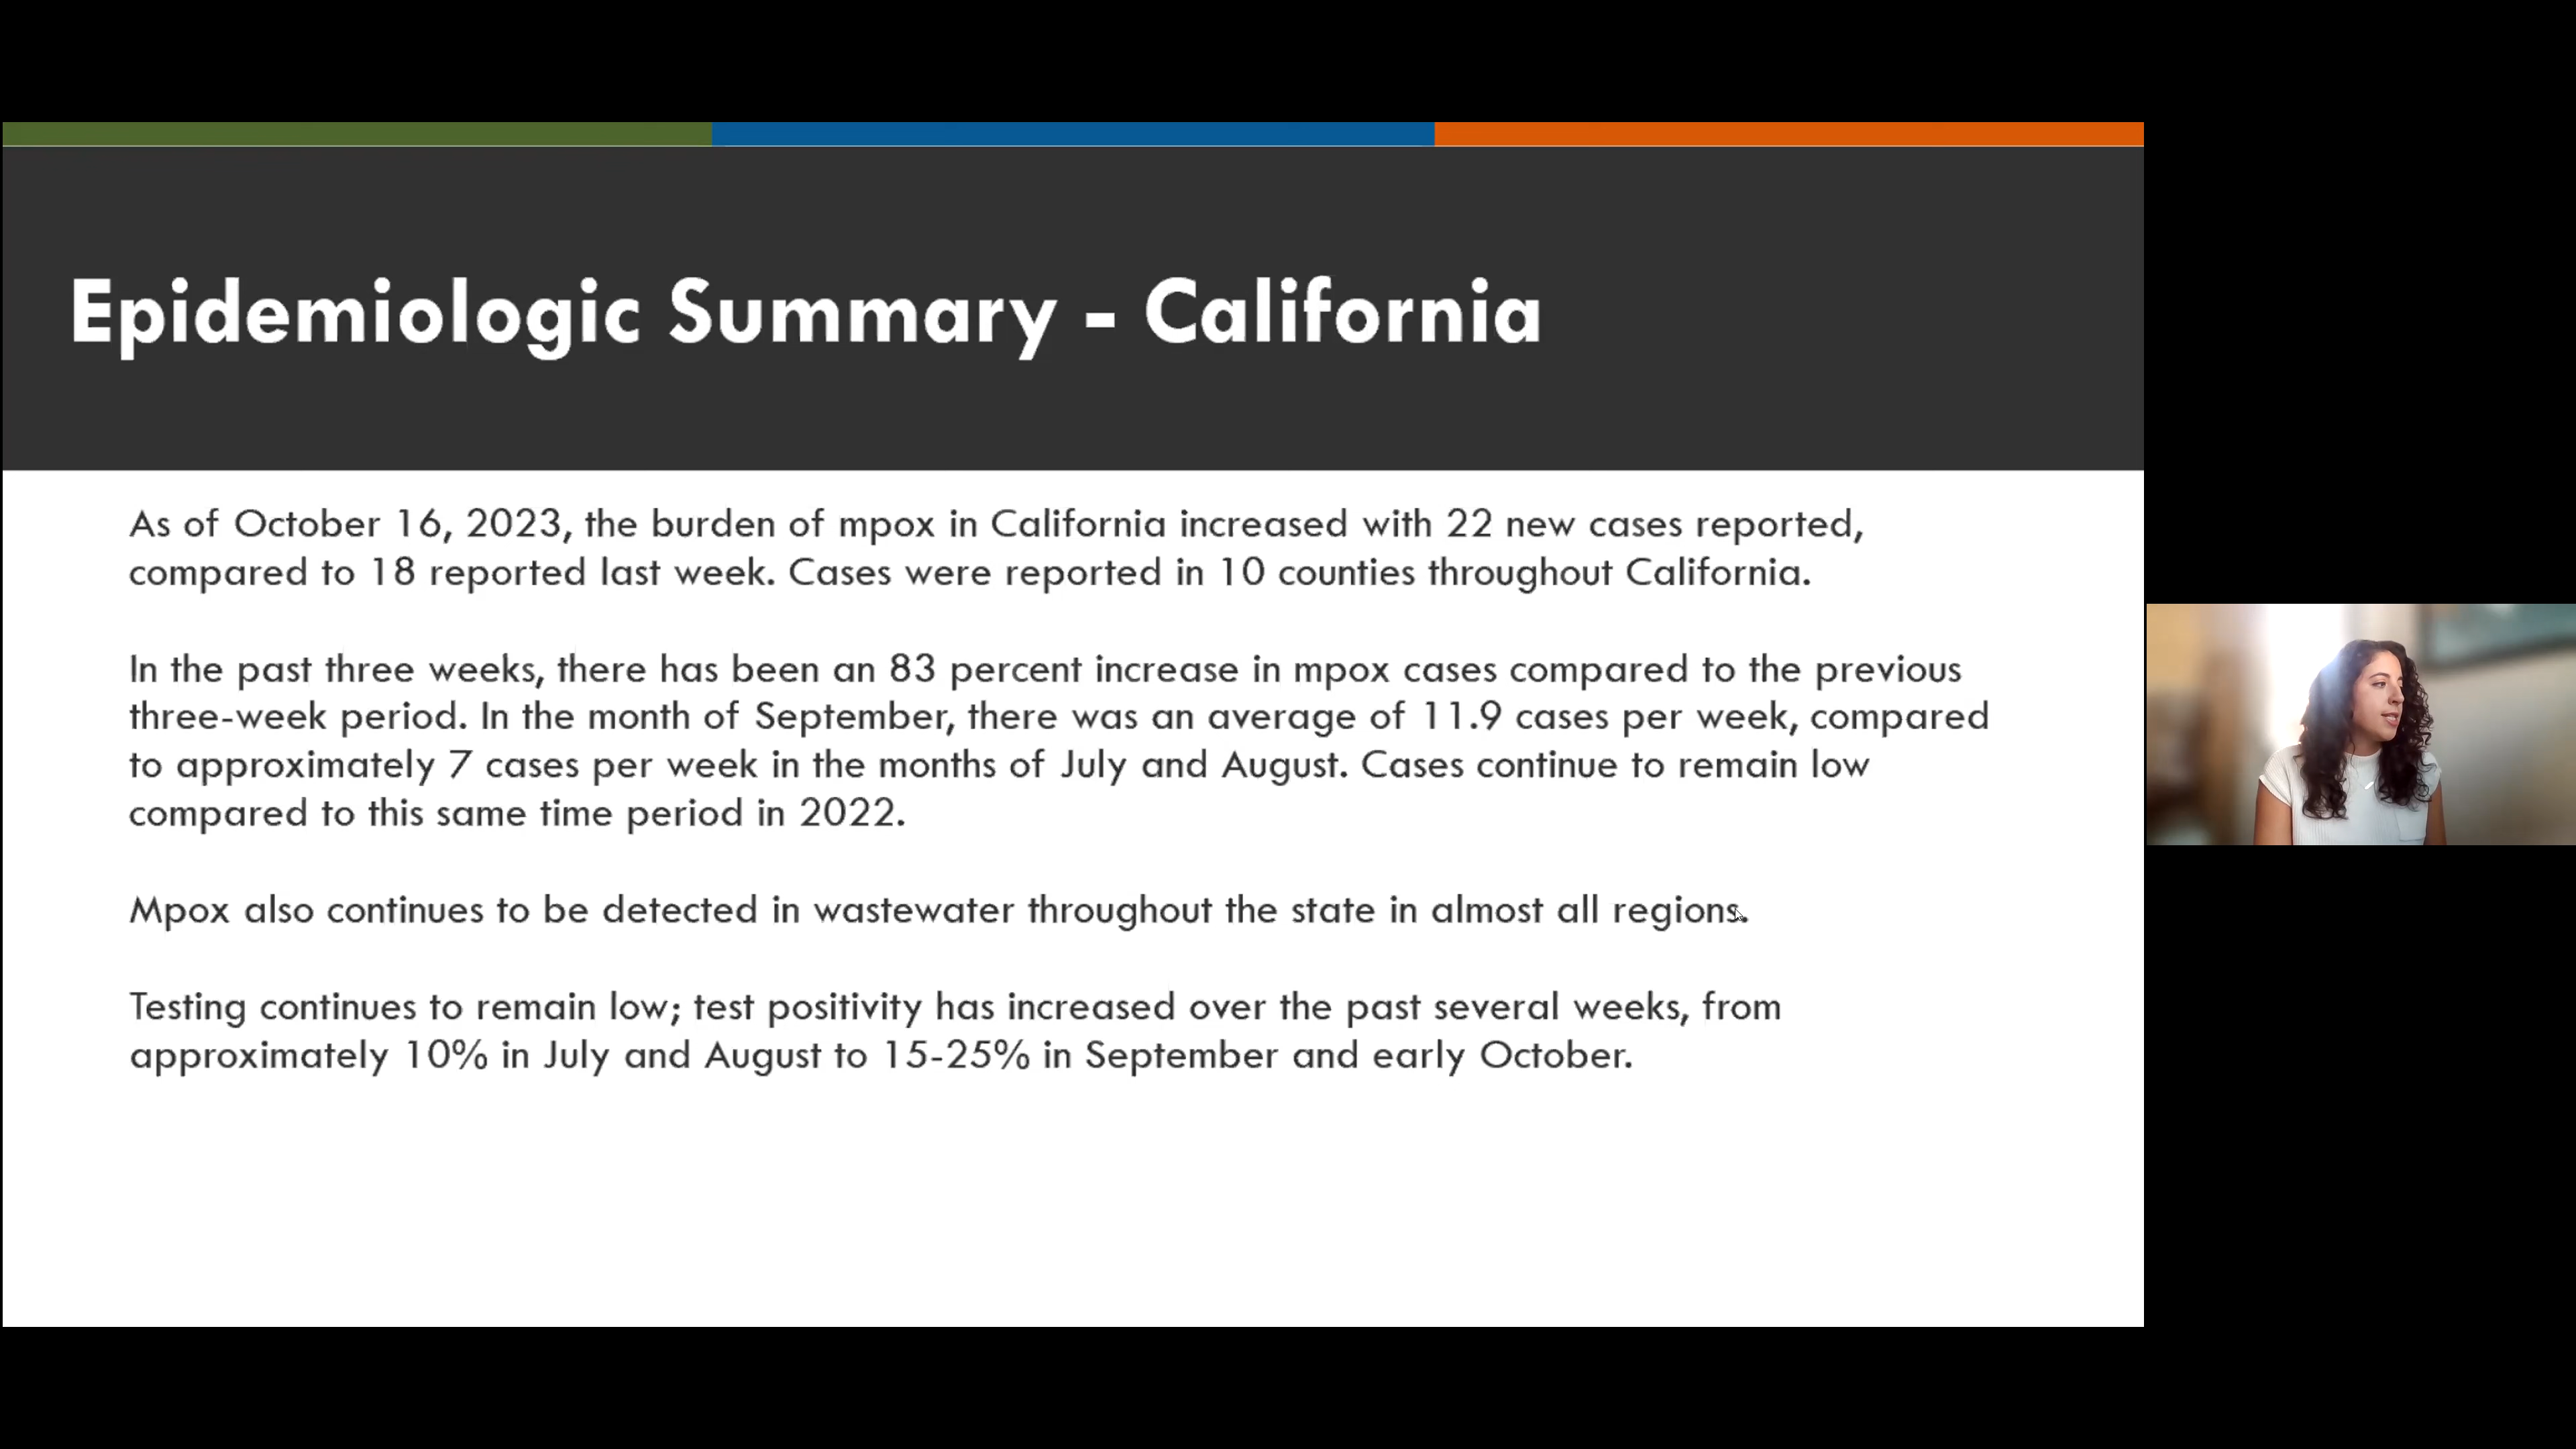 Epidemiologic Summary - California
As of October 16, 2023, the burden of mpox in California increased with 22 new cases reported,
compared to 18 reported last week. Cases were reported in 10 counties throughout California.
In the past three weeks, there has been an 83 percent increase in mpox cases compared to the previous
three-week period. In the month of September, there was an average of 11.9 cases per week, compared
to approximately 7 cases per week in the months of July and August. Cases continue to remain low
compared to this same time period in 2022.
Mpox also continues to be detected in wastewater throughout the state in almost all regions.
Testing continues to remain low; test positivity has increased over the past several weeks, from
approximately 10% in July and August to 15-25% in September and early October.